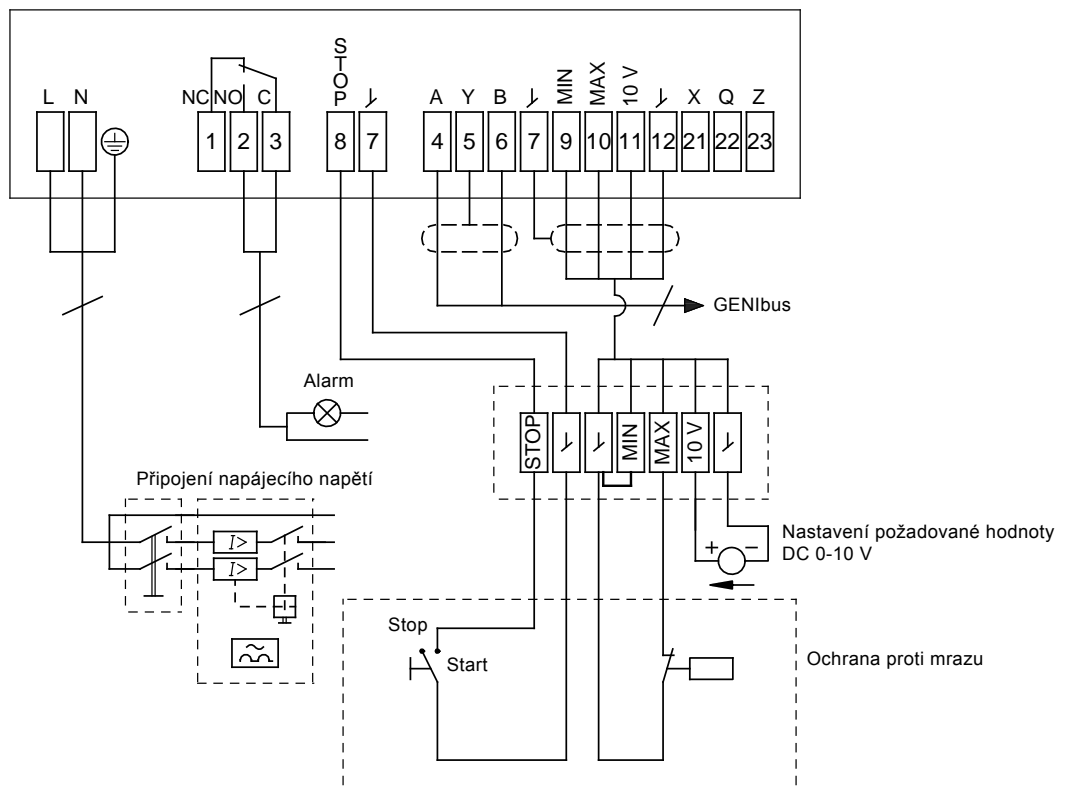 STOP
L N NC NO C A Y B MIN MAX 10 V X Q Z
1 2 3 8 7 4 5 6 7 9 10 11 12 21 22 23
GENIbus
Alarm
STOP MIN MAX 10 V
Připojení napájecího napětí
I>
I>
+ −
Nastavení požadované hodnoty
DC 0-10 V
Stop
Start
Ochrana proti mrazu